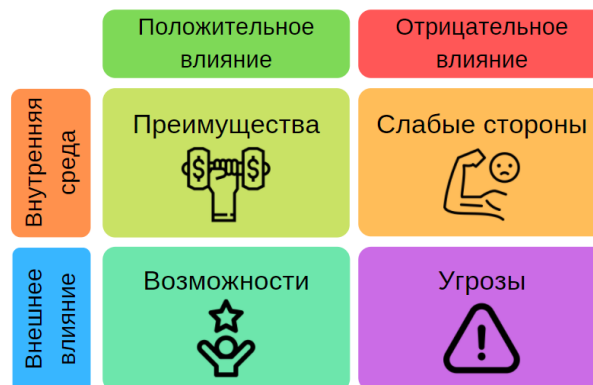 Положительное
влияние
Отрицательное
влияние
Внутренняя
среда
Преимущества
$ $
Слабые стороны
Внешнее
влияние
Возможности
Угрозы
!